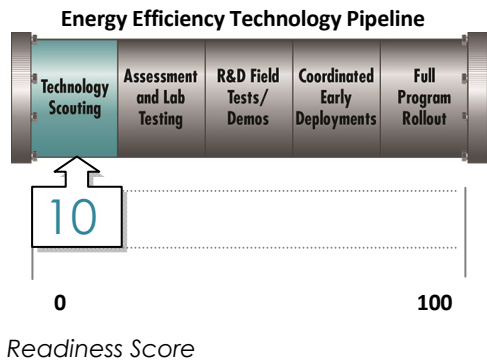 Energy Efficiency Technology Pipeline
Technology
Scouting
Assessment
and Lab
Testing
R&D Field
Tests/
Demos
Coordinated
Early
Deployments
Full
Program
Rollout
10
0
100
Readiness Score